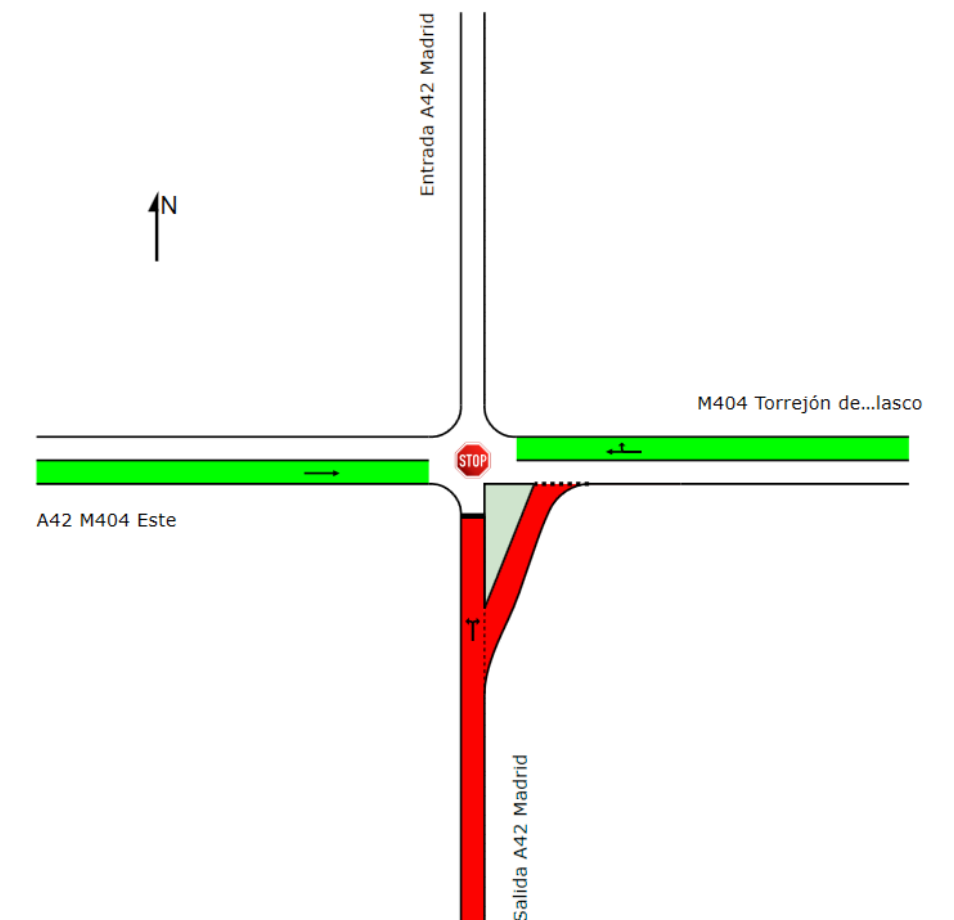 Entrada A42 Madrid
N
M404 Torrejón de...lasco
STOP
A42 M404 Este
Salida A42 Madrid